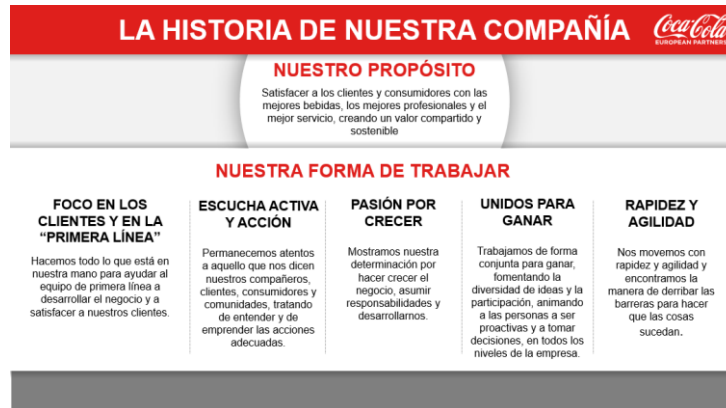 LA HISTORIA DE NUESTRA COMPAÑÍA
Coca-Cola
EUROPEAN PARTNERS
NUESTRO PROPÓSITO
Satisfacer a los clientes y consumidores con las
mejores bebidas, los mejores profesionales y el
mejor servicio, creando un valor compartido y
sostenible
NUESTRA FORMA DE TRABAJAR
FOCO EN LOS
CLIENTES Y EN LA
“PRIMERA LÍNEA”
Hacemos todo lo que está en
nuestra mano para ayudar al
equipo de primera línea a
desarrollar el negocio y a
satisfacer a nuestros clientes.
ESCUCHA ACTIVA
Y ACCIÓN
Permanecemos atentos
a aquello que nos dicen
nuestros compañeros,
clientes, consumidores y
comunidades, tratando
de entender y de
emprender las acciones
adecuadas.
PASIÓN POR
CRECER
Mostramos nuestra
determinación por
hacer crecer el
negocio, asumir
responsabilidades y
desarrollarnos.
UNIDOS PARA
GANAR
Trabajamos de forma
conjunta para ganar,
fomentando la
diversidad de ideas y la
participación, animando
a las personas a ser
proactivas y a tomar
decisiones, en todos los
niveles de la empresa.
RAPIDEZ Y
AGILIDAD
Nos movemos con
rapidez y agilidad y
encontramos la
manera de derribar las
barreras para hacer
que las cosas
sucedan.